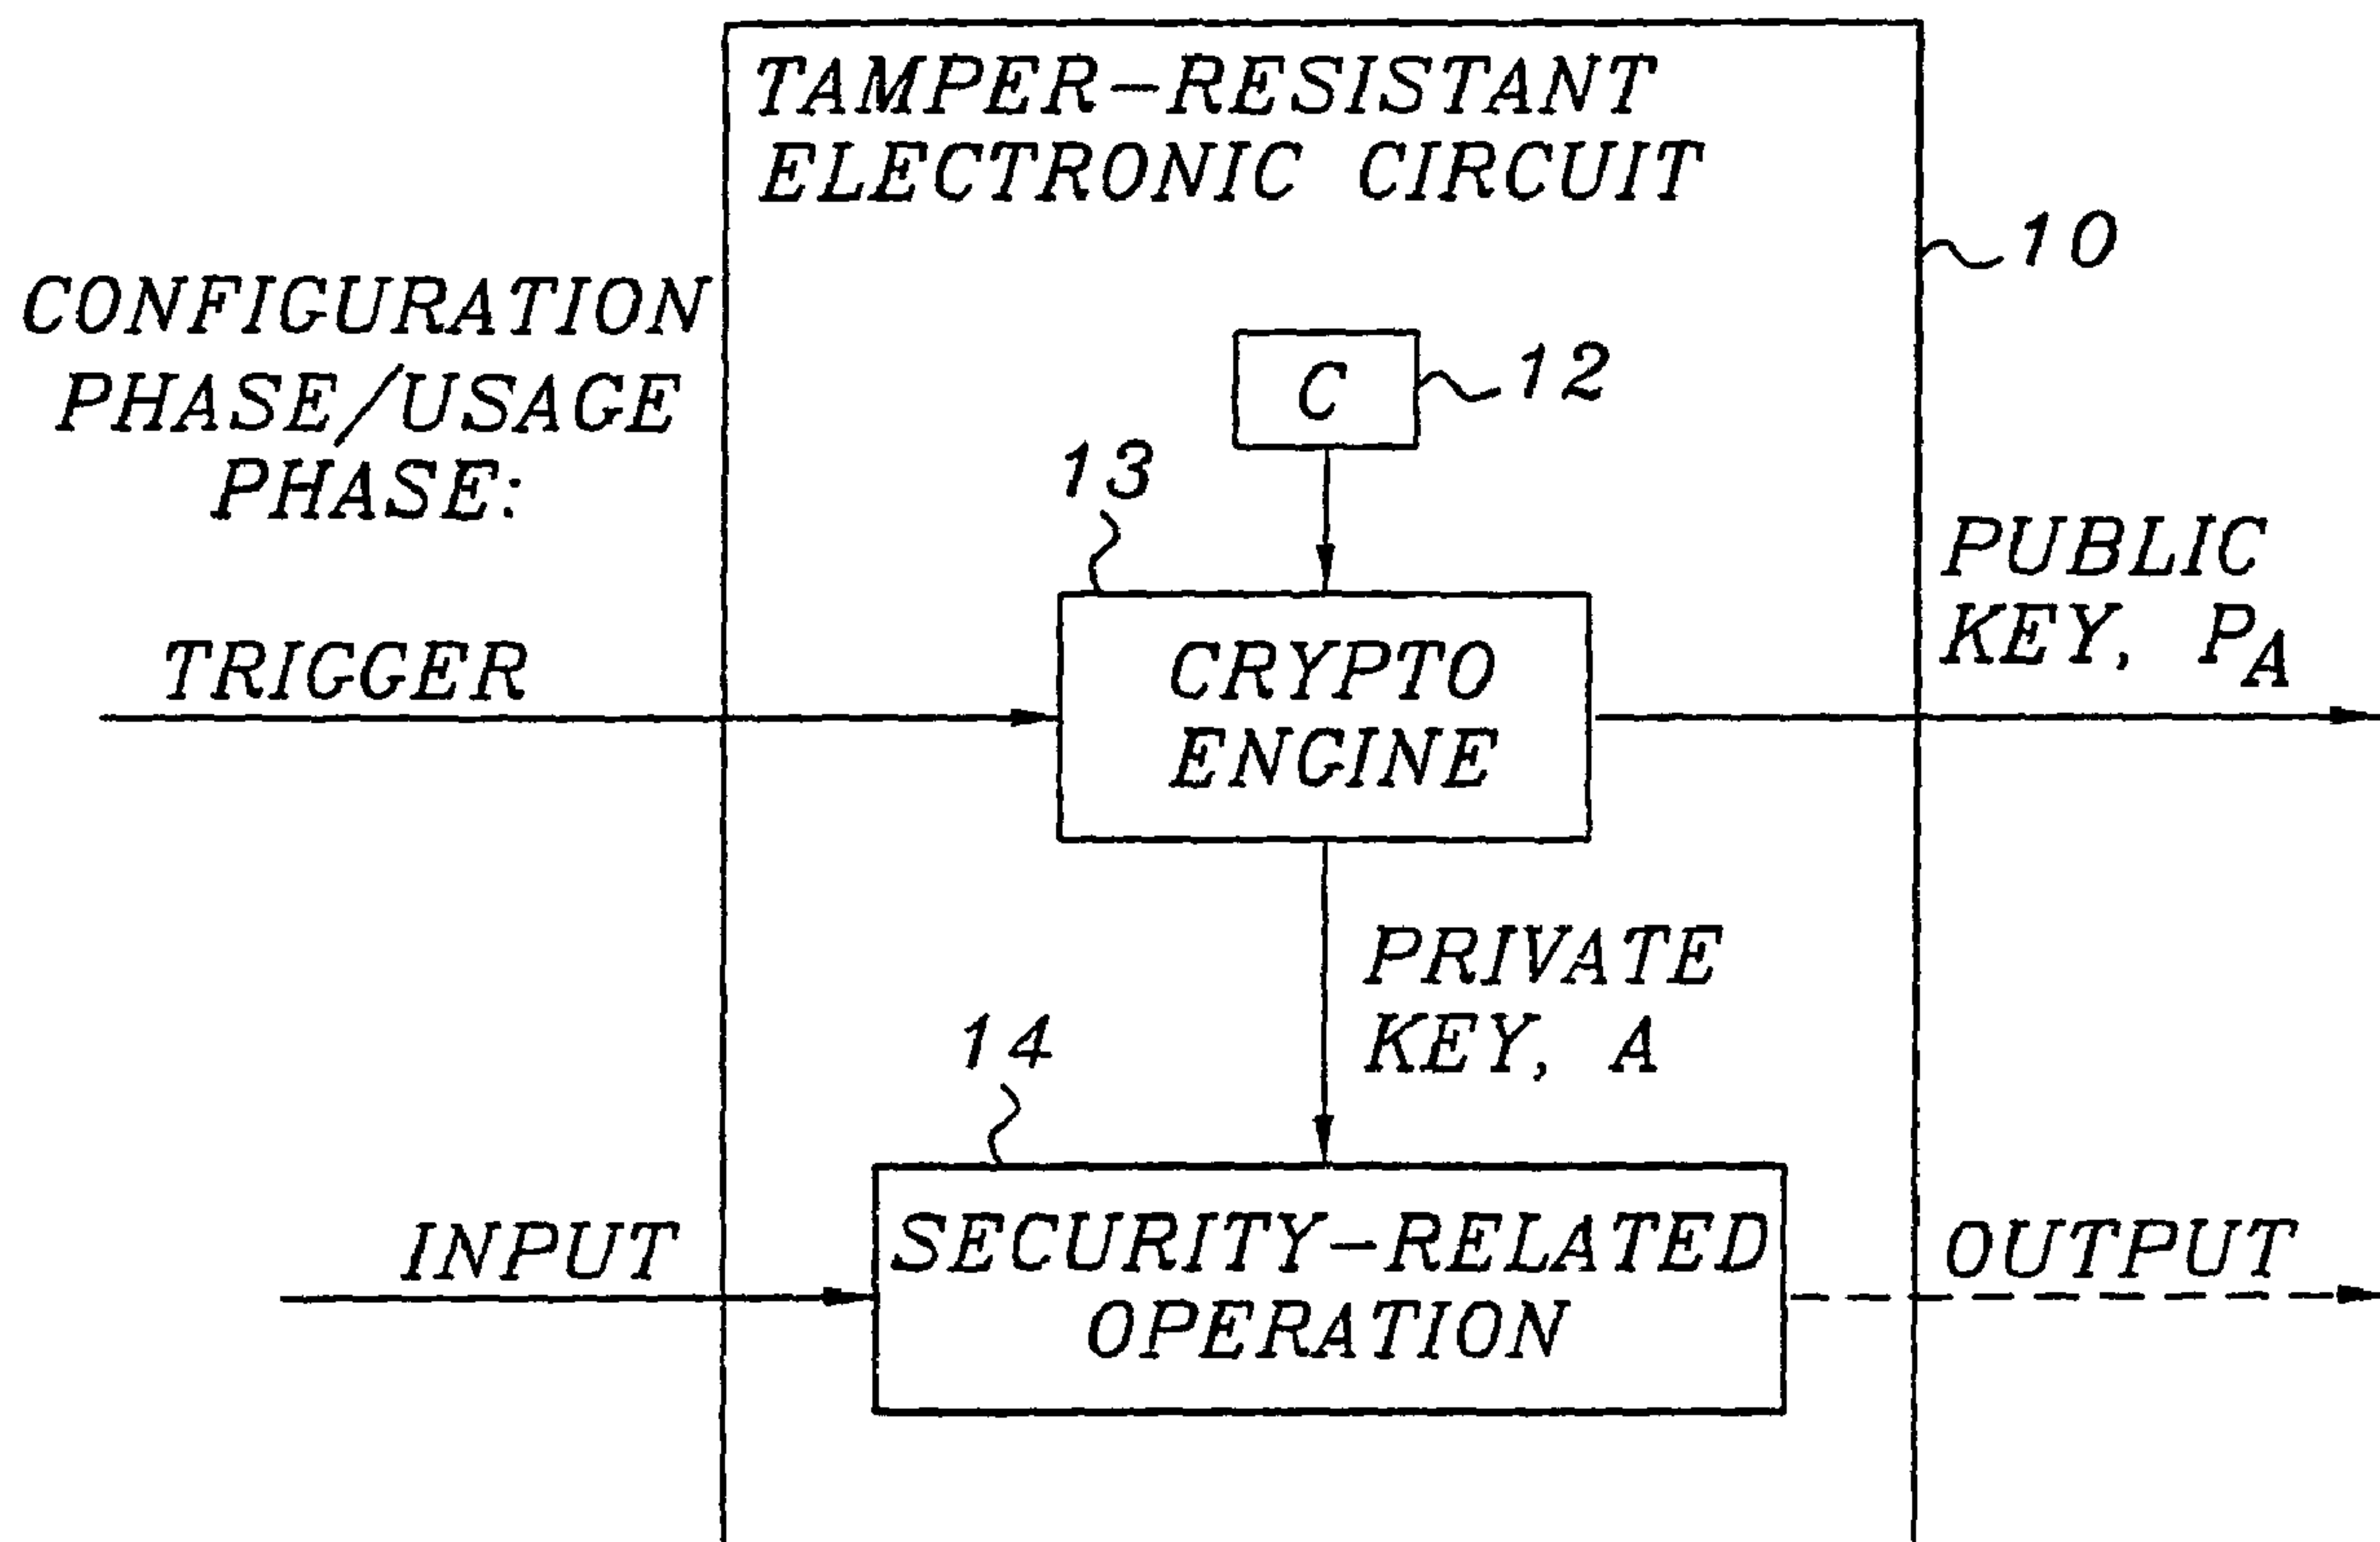 TAMPER-RESISTANT
ELECTRONIC CIRCUIT
10
CONFIGURATION
PHASE/USAGE
PHASE:
C
12
13
PUBLIC
KEY, PA
TRIGGER
CRYPTO
ENGINE
PRIVATE
KEY, A
14
INPUT
SECURITY-RELATED
OPERATION
OUTPUT